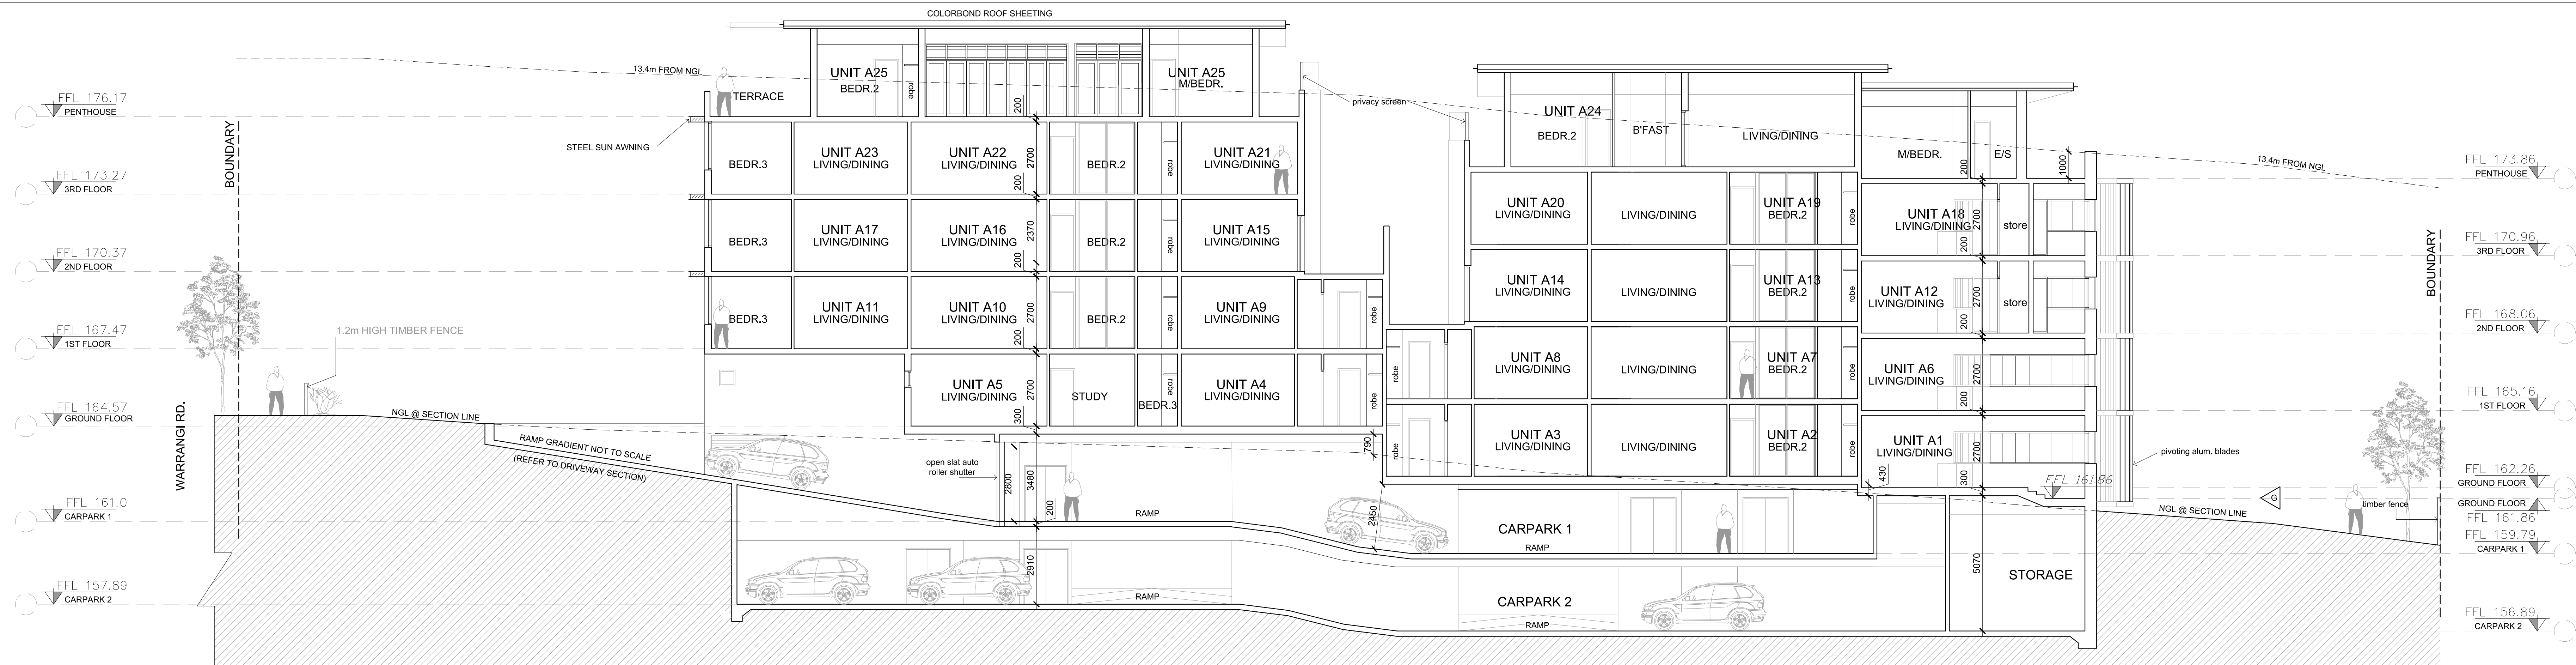 COLORBOND ROOF SHEETING
13.4m FROM NGL
UNIT A25
BEDR.2
robe
UNIT A25
M/BEDR.
TERRACE
200
privacy screen
FFL 176.17
PENTHOUSE
BOUNDARY
STEEL SUN AWNING
UNIT A24
BEDR.2
B'FAST
LIVING/DINING
M/BEDR.
E/S
200
1000
13.4m FROM NGL
FFL 173.86
PENTHOUSE
BEDR.3
UNIT A23
LIVING/DINING
UNIT A22
LIVING/DINING
2700
200
BEDR.2
robe
UNIT A21
LIVING/DINING
FFL 173.27
3RD FLOOR
UNIT A20
LIVING/DINING
LIVING/DINING
UNIT A19
BEDR.2
robe
UNIT A18
LIVING/DINING
2700
200
store
FFL 170.96
3RD FLOOR
BEDR.3
UNIT A17
LIVING/DINING
UNIT A16
LIVING/DINING
2370
200
BEDR.2
robe
UNIT A15
LIVING/DINING
FFL 170.37
2ND FLOOR
UNIT A14
LIVING/DINING
LIVING/DINING
UNIT A13
BEDR.2
robe
UNIT A12
LIVING/DINING
2700
200
store
BOUNDARY
FFL 168.06
2ND FLOOR
BEDR.3
UNIT A11
LIVING/DINING
UNIT A10
LIVING/DINING
2700
200
BEDR.2
robe
UNIT A9
LIVING/DINING
robe
FFL 167.47
1ST FLOOR
1.2m HIGH TIMBER FENCE
robe
UNIT A8
LIVING/DINING
LIVING/DINING
UNIT A7
BEDR.2
robe
UNIT A6
LIVING/DINING
2700
200
FFL 165.16
1ST FLOOR
UNIT A5
LIVING/DINING
2700
300
STUDY
robe
BEDR.3
UNIT A4
LIVING/DINING
robe
FFL 164.57
GROUND FLOOR
WARRANGI RD.
NGL @ SECTION LINE
RAMP GRADIENT NOT TO SCALE
(REFER TO DRIVEWAY SECTION)
790
robe
UNIT A3
LIVING/DINING
LIVING/DINING
UNIT A2
BEDR.2
robe
UNIT A1
LIVING/DINING
2700
430
300
FFL 161.86
pivoting alum, blades
FFL 162.26
GROUND FLOOR
open slat auto
roller shutter
2800
3480
200
RAMP
2450
CARPARK 1
RAMP
G
timber fence
NGL @ SECTION LINE
GROUND FLOOR
FFL 161.86
FFL 161.0
CARPARK 1
FFL 159.79
CARPARK 1
2910
RAMP
CARPARK 2
RAMP
5070
STORAGE
FFL 157.89
CARPARK 2
FFL 156.89
CARPARK 2